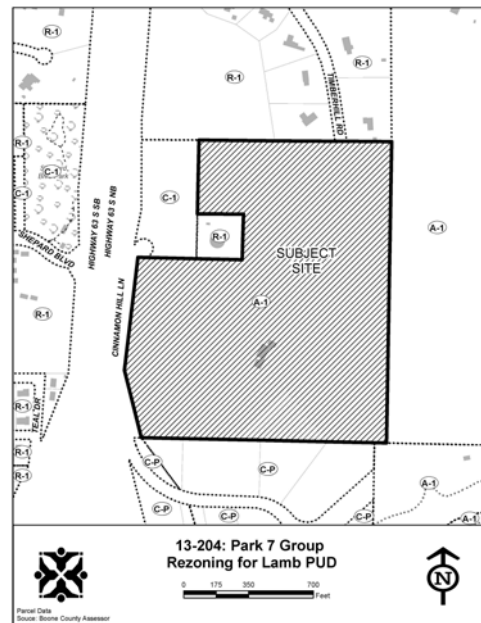 R-1
R-1
R-1
TIMBERHILL RD
R-1
C-1
C-1
C-1
R-1
HIGHWAY 63 S SB
HIGHWAY 63 S NB
SHEPARD BLVD
SUBJECT
SITE
A-1
A-1
CINNAMON HILL LN
R-1
R-1
TEAL DR
R-1
R-1
C-P
C-P
C-P
C-P
C-P
C-P
A-1
A-1
13-204: Park 7 Group
Rezoning for Lamb PUD
0 175 350 700
Feet
N
Parcel Data
Souce: Boone County Assessor